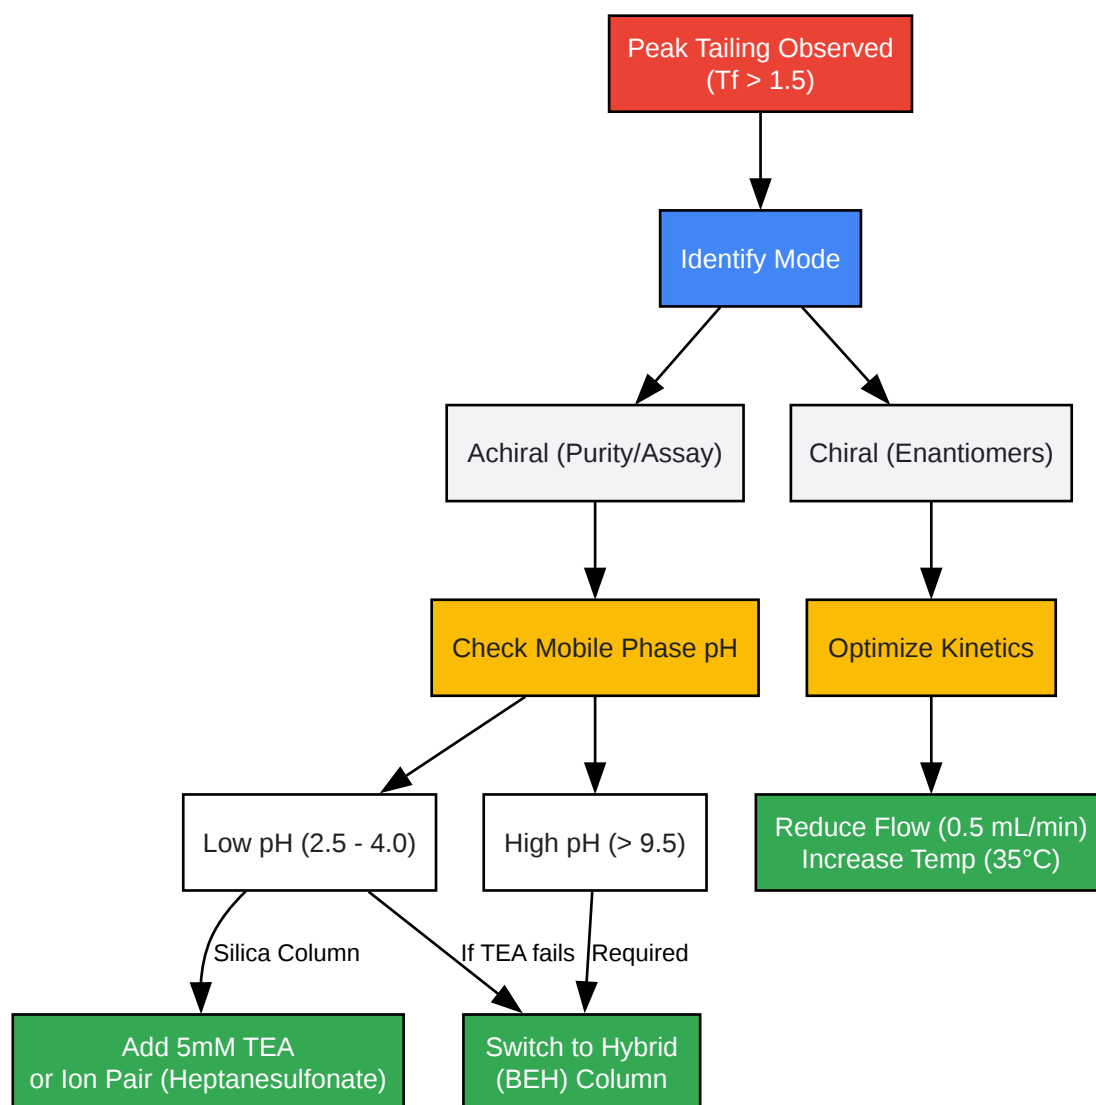 Peak Tailing Observed
(Tf > 1.5)
Identify Mode
Achiral (Purity/Assay)
Chiral (Enantiomers)
Check Mobile Phase pH
Optimize Kinetics
Low pH (2.5 - 4.0)
High pH (> 9.5)
Reduce Flow (0.5 mL/min)
Increase Temp (35°C)
Silica Column
If TEA fails
Required
Add 5mM TEA
or Ion Pair (Heptanesulfonate)
Switch to Hybrid
(BEH) Column